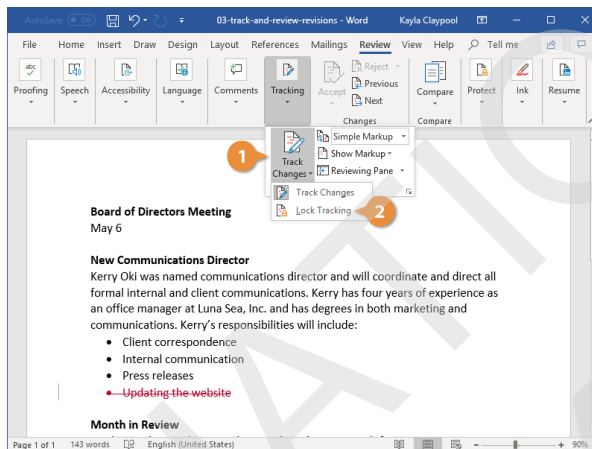 AutoSave Off 03-track-and-review-revisions - Word Kayla Claypool
File Home Insert Draw Design Layout References Mailings Review View Help Tell me
abc
Proofing Speech Accessibility Language Comments Tracking Accept Reject Previous Next Compare Protect Ink Resume
Changes Compare
1 Track Changes Simple Markup
Show Markup
Reviewing Pane
Track Changes
Lock Tracking 2
Board of Directors Meeting
May 6
New Communications Director
Kerry Oki was named communications director and will coordinate and direct all
formal internal and client communications. Kerry has four years of experience as
an office manager at Luna Sea, Inc. and has degrees in both marketing and
communications. Kerry's responsibilities will include:
• Client correspondence
• Internal communication
• Press releases
• Updating the website
Month in Review
Page 1 of 1 143 words English (United States) 90%